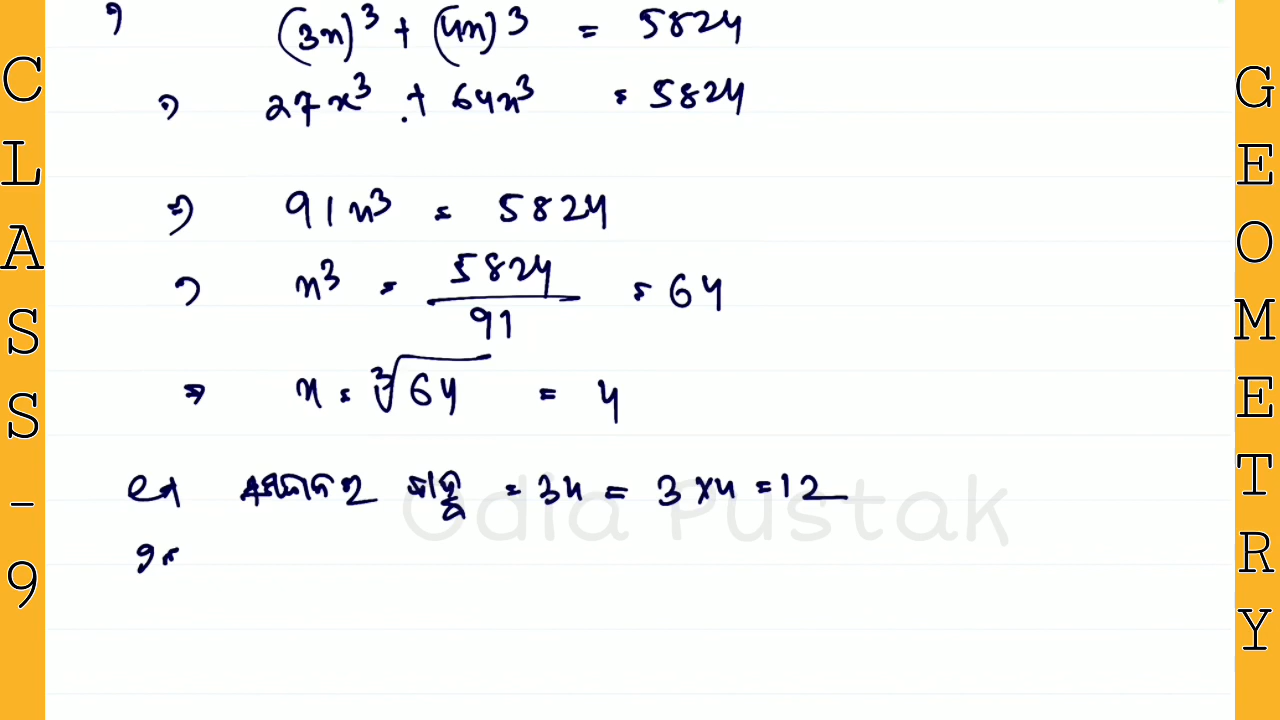 (3x)³ + (4x)³ = 5824
⇒ 27x³ + 64x³ = 5824
⇒ 91x³ = 5824
⇒ x³ = 5824/91 = 64
⇒ x = ∛64 = 4
ବାହୁ = 3x = 3×4 = 12
Odia Pustak
CLASS-9
GEOMETRY